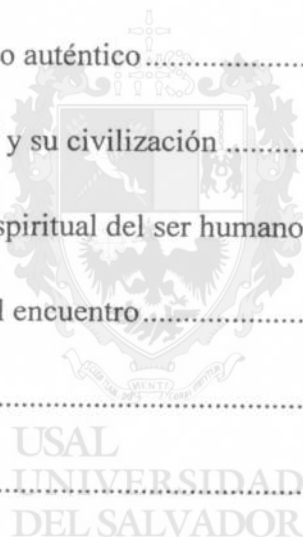 o auténtico ..........................
y su civilización ..........
spiritual del ser humano
l encuentro ..........................
..................................................
..................................................
USAL
UNIVERSIDAD
DEL SALVADOR